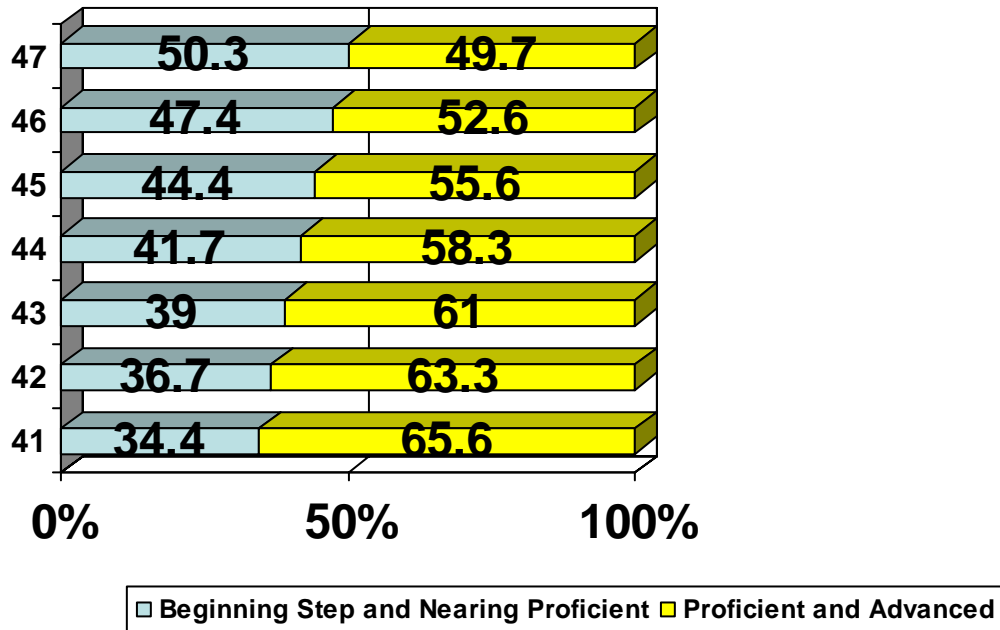 47 50.3 49.7
46 47.4 52.6
45 44.4 55.6
44 41.7 58.3
43 39 61
42 36.7 63.3
41 34.4 65.6
0% 50% 100%
Beginning Step and Nearing Proficient Proficient and Advanced